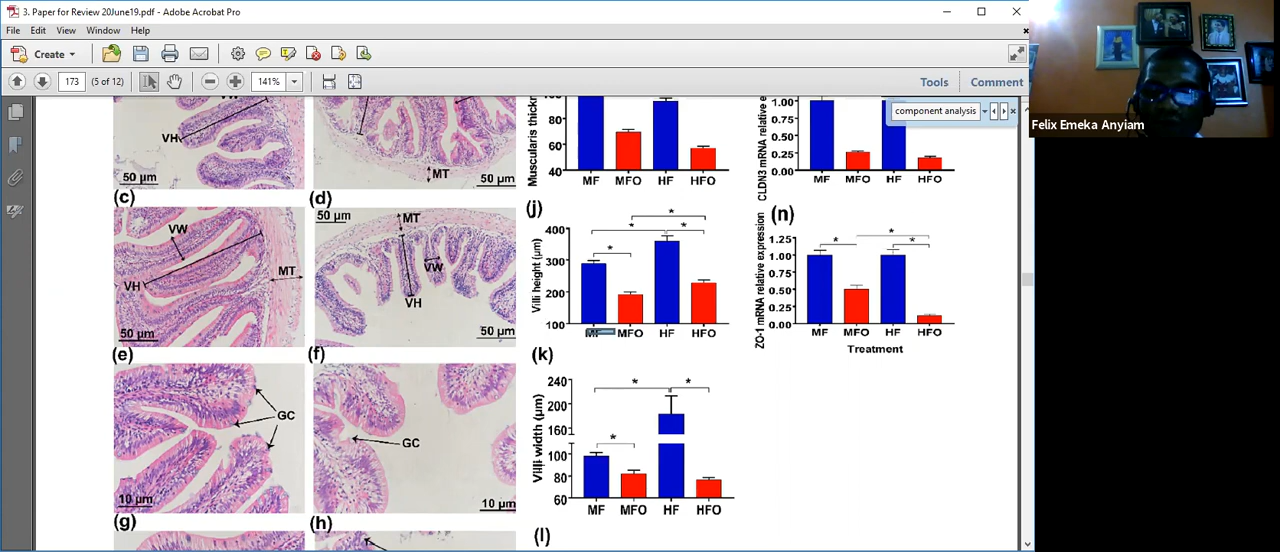 3. Paper for Review 20June19.pdf - Adobe Acrobat Pro
File Edit View Window Help
Create
173 (5 of 12) 141% Tools Comment
component analysis
Felix Emeka Anyiam
VH
50 µm
(c)
MT
50 µm
(d)
Muscularis thick
80
60
40
MF MFO HF HFO
(j)
CLDN3 mRNA relative e
1.00
0.75
0.50
0.25
0.00
MF MFO HF HFO
(n)
VW
VH
MT
50 µm
(e)
50 µm
MT
VW
VH
50 µm
(f)
Villi height (µm)
400
300
200
100
* * * *
MF MFO HF HFO
(k)
ZO-1 mRNA relative expression
1.25
1.00
0.75
0.50
0.25
0.00
* * *
MF MFO HF HFO
Treatment
GC
10 µm
(g)
GC
10 µm
(h)
Villi width (µm)
240
200
160
100
80
60
* * *
MF MFO HF HFO
(l)